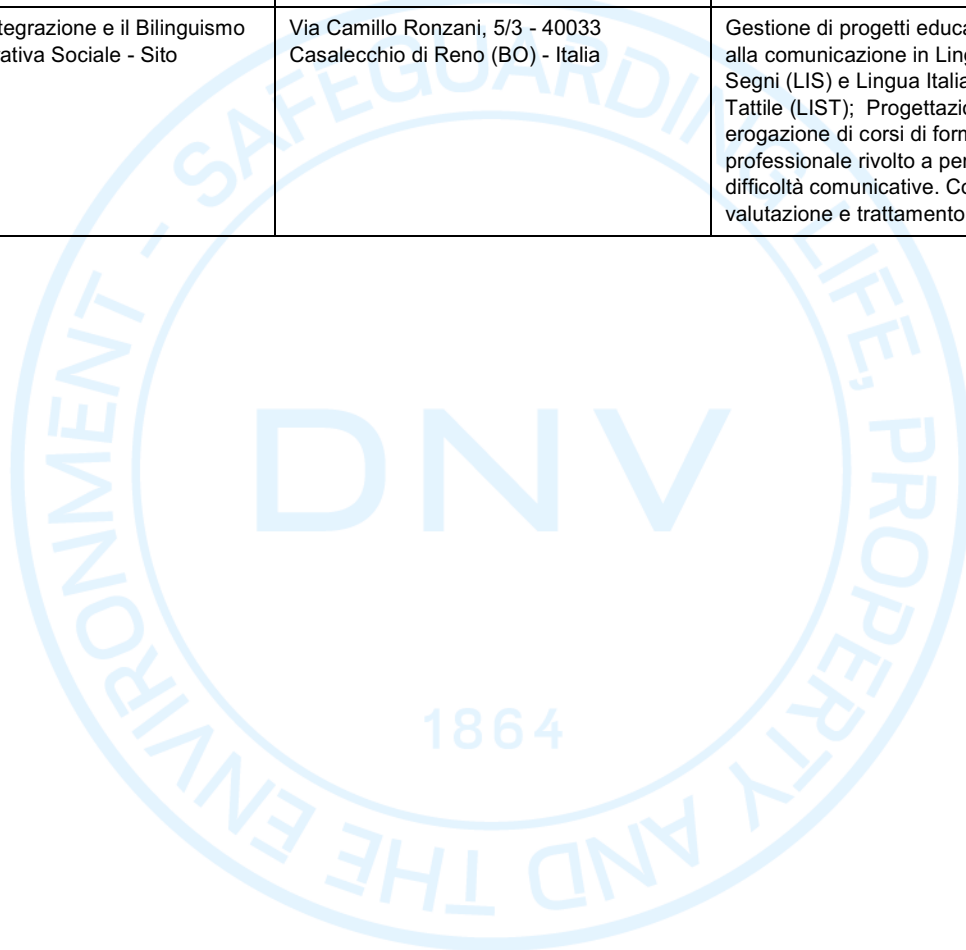 tegrazione e il Bilinguismo
ativa Sociale - Sito
Via Camillo Ronzani, 5/3 - 40033
Casalecchio di Reno (BO) - Italia
Gestione di progetti educa
alla comunicazione in Ling
Segni (LIS) e Lingua Italia
Tattile (LIST);  Progettazio
erogazione di corsi di form
professionale rivolto a per
difficoltà comunicative. Co
valutazione e trattamento
SAFEGUARDING LIFE, PROPERTY AND THE ENVIRONMENT -
DNV
1864